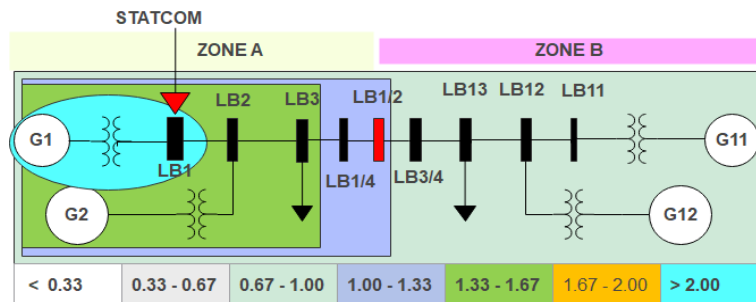 STATCOM
ZONE A
ZONE B
LB2
LB3
LB1/2
LB13
LB12
LB11
G1
G11
LB1
LB1/4
LB3/4
G2
G12
< 0.33
0.33 - 0.67
0.67 - 1.00
1.00 - 1.33
1.33 - 1.67
1.67 - 2.00
> 2.00